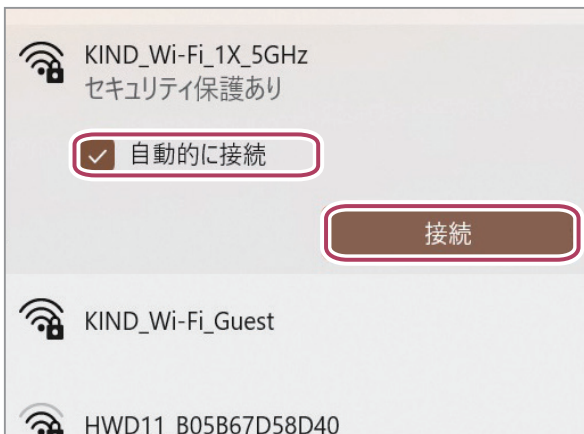 KIND_Wi-Fi_1X_5GHz
セキュリティ保護あり
自動的に接続
接続
KIND_Wi-Fi_Guest
HWD11_B05B67D58D40